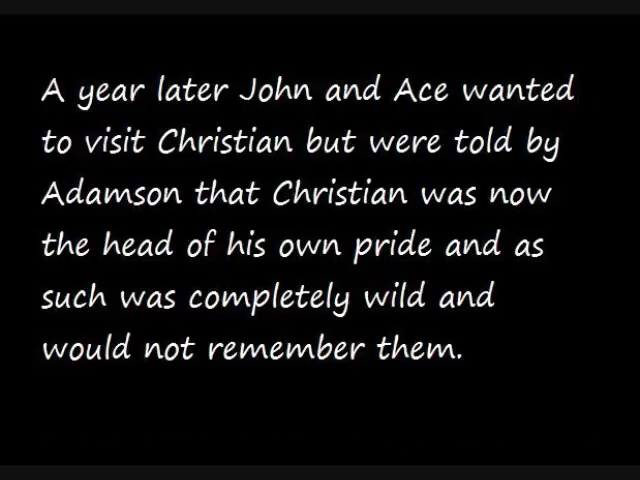 A year later John and Ace wanted
to visit Christian but were told by
Adamson that Christian was now
the head of his own pride and as
such was completely wild and
would not remember them.